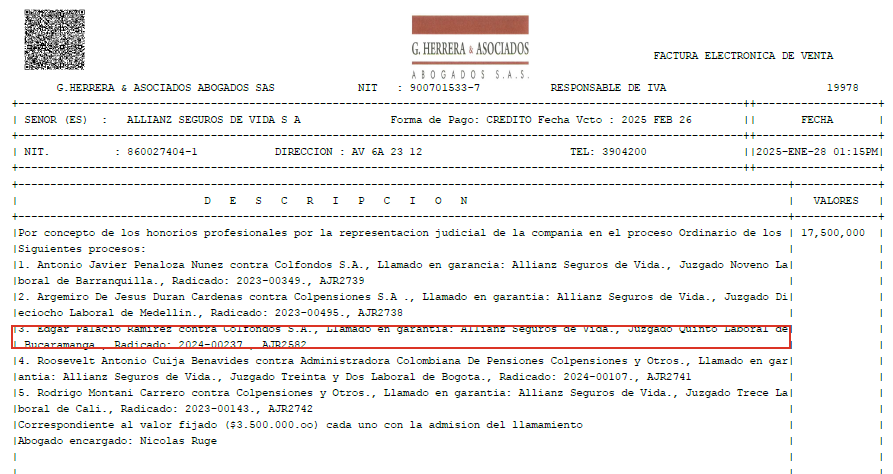 G. HERRERA & ASOCIADOS
ABOGADOS S.A.S.
FACTURA ELECTRONICA DE VENTA
G.HERRERA & ASOCIADOS ABOGADOS SAS NIT : 900701533-7 RESPONSABLE DE IVA 19978
SENOR (ES) : ALLIANZ SEGUROS DE VIDA S A Forma de Pago: CREDITO Fecha Vcto : 2025 FEB 26 FECHA
NIT. : 860027404-1 DIRECCION : AV 6A 23 12 TEL: 3904200 2025-ENE-28 01:15PM
D E S C R I P C I O N VALORES
Por concepto de los honorios profesionales por la representacion judicial de la compania en el proceso Ordinario de los 17,500,000
Siguientes procesos:
1. Antonio Javier Penaloza Nunez contra Colfondos S.A., Llamado en garancia: Allianz Seguros de Vida., Juzgado Noveno La
boral de Barranquilla., Radicado: 2023-00349., AJR2739
2. Argemiro De Jesus Duran Cardenas contra Colpensiones S.A ., Llamado en garantia: Allianz Seguros de Vida., Juzgado Di
eciocho Laboral de Medellin., Radicado: 2023-00495., AJR2738
3. Edgar Palacio Ramirez contra Colfondos S.A., Llamado en garantia: Allianz Seguros de Vida., Juzgado Quinto Laboral de
Bucaramanga., Radicado: 2024-00237., AJR2582
4. Roosevelt Antonio Cuija Benavides contra Administradora Colombiana De Pensiones Colpensiones y Otros., Llamado en gar
antia: Allianz Seguros de Vida., Juzgado Treinta y Dos Laboral de Bogota., Radicado: 2024-00107., AJR2741
5. Rodrigo Montani Carrero contra Colpensiones y Otros., Llamado en garantia: Allianz Seguros de Vida., Juzgado Trece La
boral de Cali., Radicado: 2023-00143., AJR2742
Correspondiente al valor fijado ($3.500.000.oo) cada uno con la admision del llamamiento
Abogado encargado: Nicolas Ruge